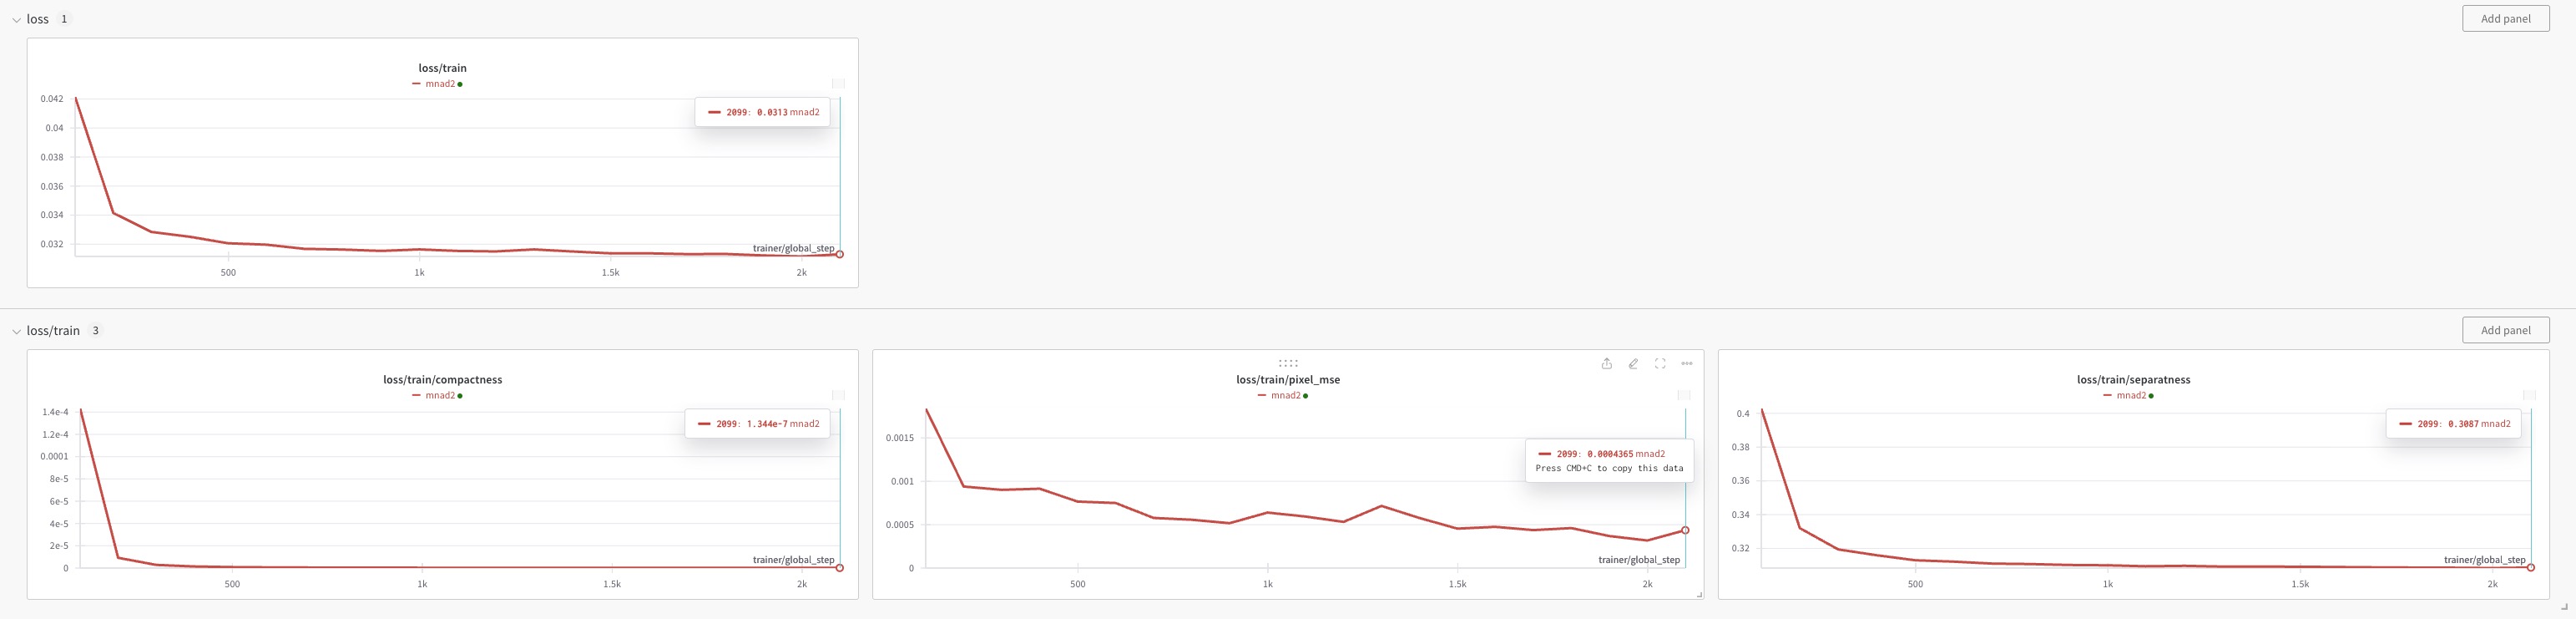 loss 1
Add panel
loss/train
mnad2
0.042
0.04
0.038
0.036
0.034
0.032
2099: 0.0313 mnad2
trainer/global_step
500 1k 1.5k 2k
loss/train 3
Add panel
loss/train/compactness
mnad2
1.4e-4
1.2e-4
0.0001
8e-5
6e-5
4e-5
2e-5
0
2099: 1.344e-7 mnad2
trainer/global_step
500 1k 1.5k 2k
loss/train/pixel_mse
mnad2
0.0015
0.001
0.0005
0
2099: 0.0004365 mnad2
Press CMD+C to copy this data
trainer/global_step
500 1k 1.5k 2k
loss/train/separatness
mnad2
0.4
0.38
0.36
0.34
0.32
2099: 0.3087 mnad2
trainer/global_step
500 1k 1.5k 2k